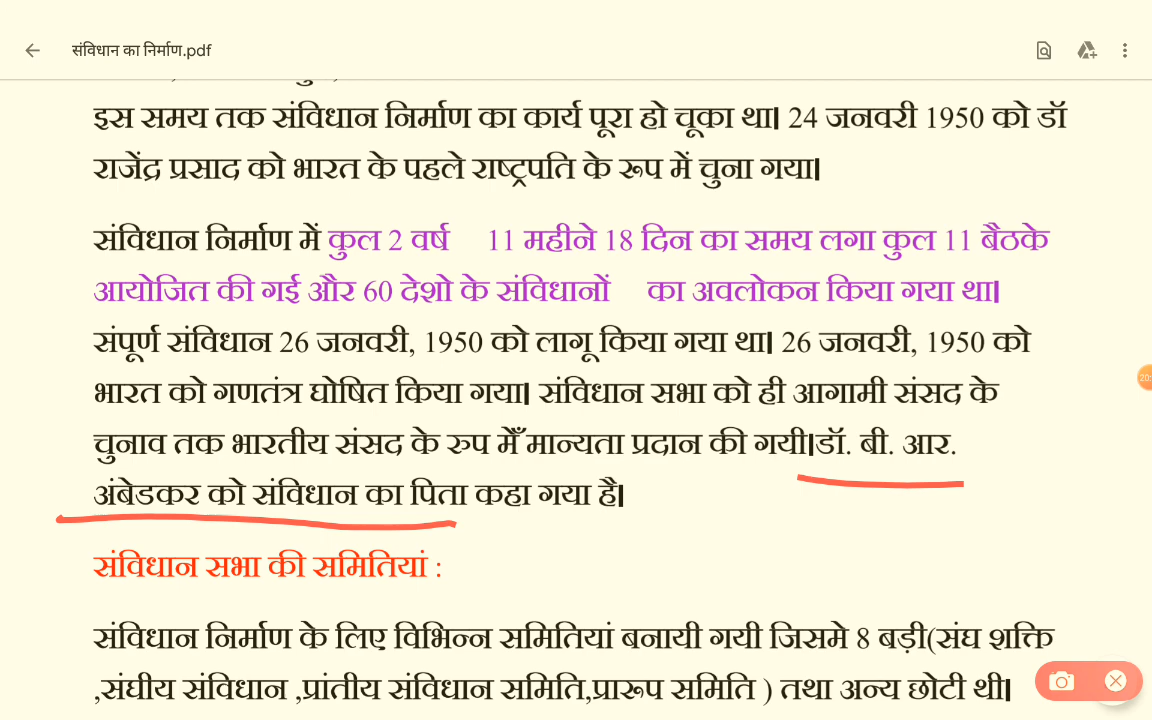 संविधान का निर्माण.pdf
इस समय तक संविधान निर्माण का कार्य पूरा हो चूका था| 24 जनवरी 1950 को डॉ
राजेंद्र प्रसाद को भारत के पहले राष्ट्रपति के रूप में चुना गया|
संविधान निर्माण में कुल 2 वर्ष 11 महीने 18 दिन का समय लगा कुल 11 बैठके
आयोजित की गई और 60 देशो के संविधानों का अवलोकन किया गया था|
संपूर्ण संविधान 26 जनवरी, 1950 को लागू किया गया था| 26 जनवरी, 1950 को
भारत को गणतंत्र घोषित किया गया| संविधान सभा को ही आगामी संसद के
चुनाव तक भारतीय संसद के रुप मेँ मान्यता प्रदान की गयी|डॉ. बी. आर.
अंबेडकर को संविधान का पिता कहा गया है|
संविधान सभा की समितियां :
संविधान निर्माण के लिए विभिन्न समितियां बनायी गयी जिसमे 8 बड़ी(संघ शक्ति
,संघीय संविधान ,प्रांतीय संविधान समिति,प्रारूप समिति ) तथा अन्य छोटी थी|